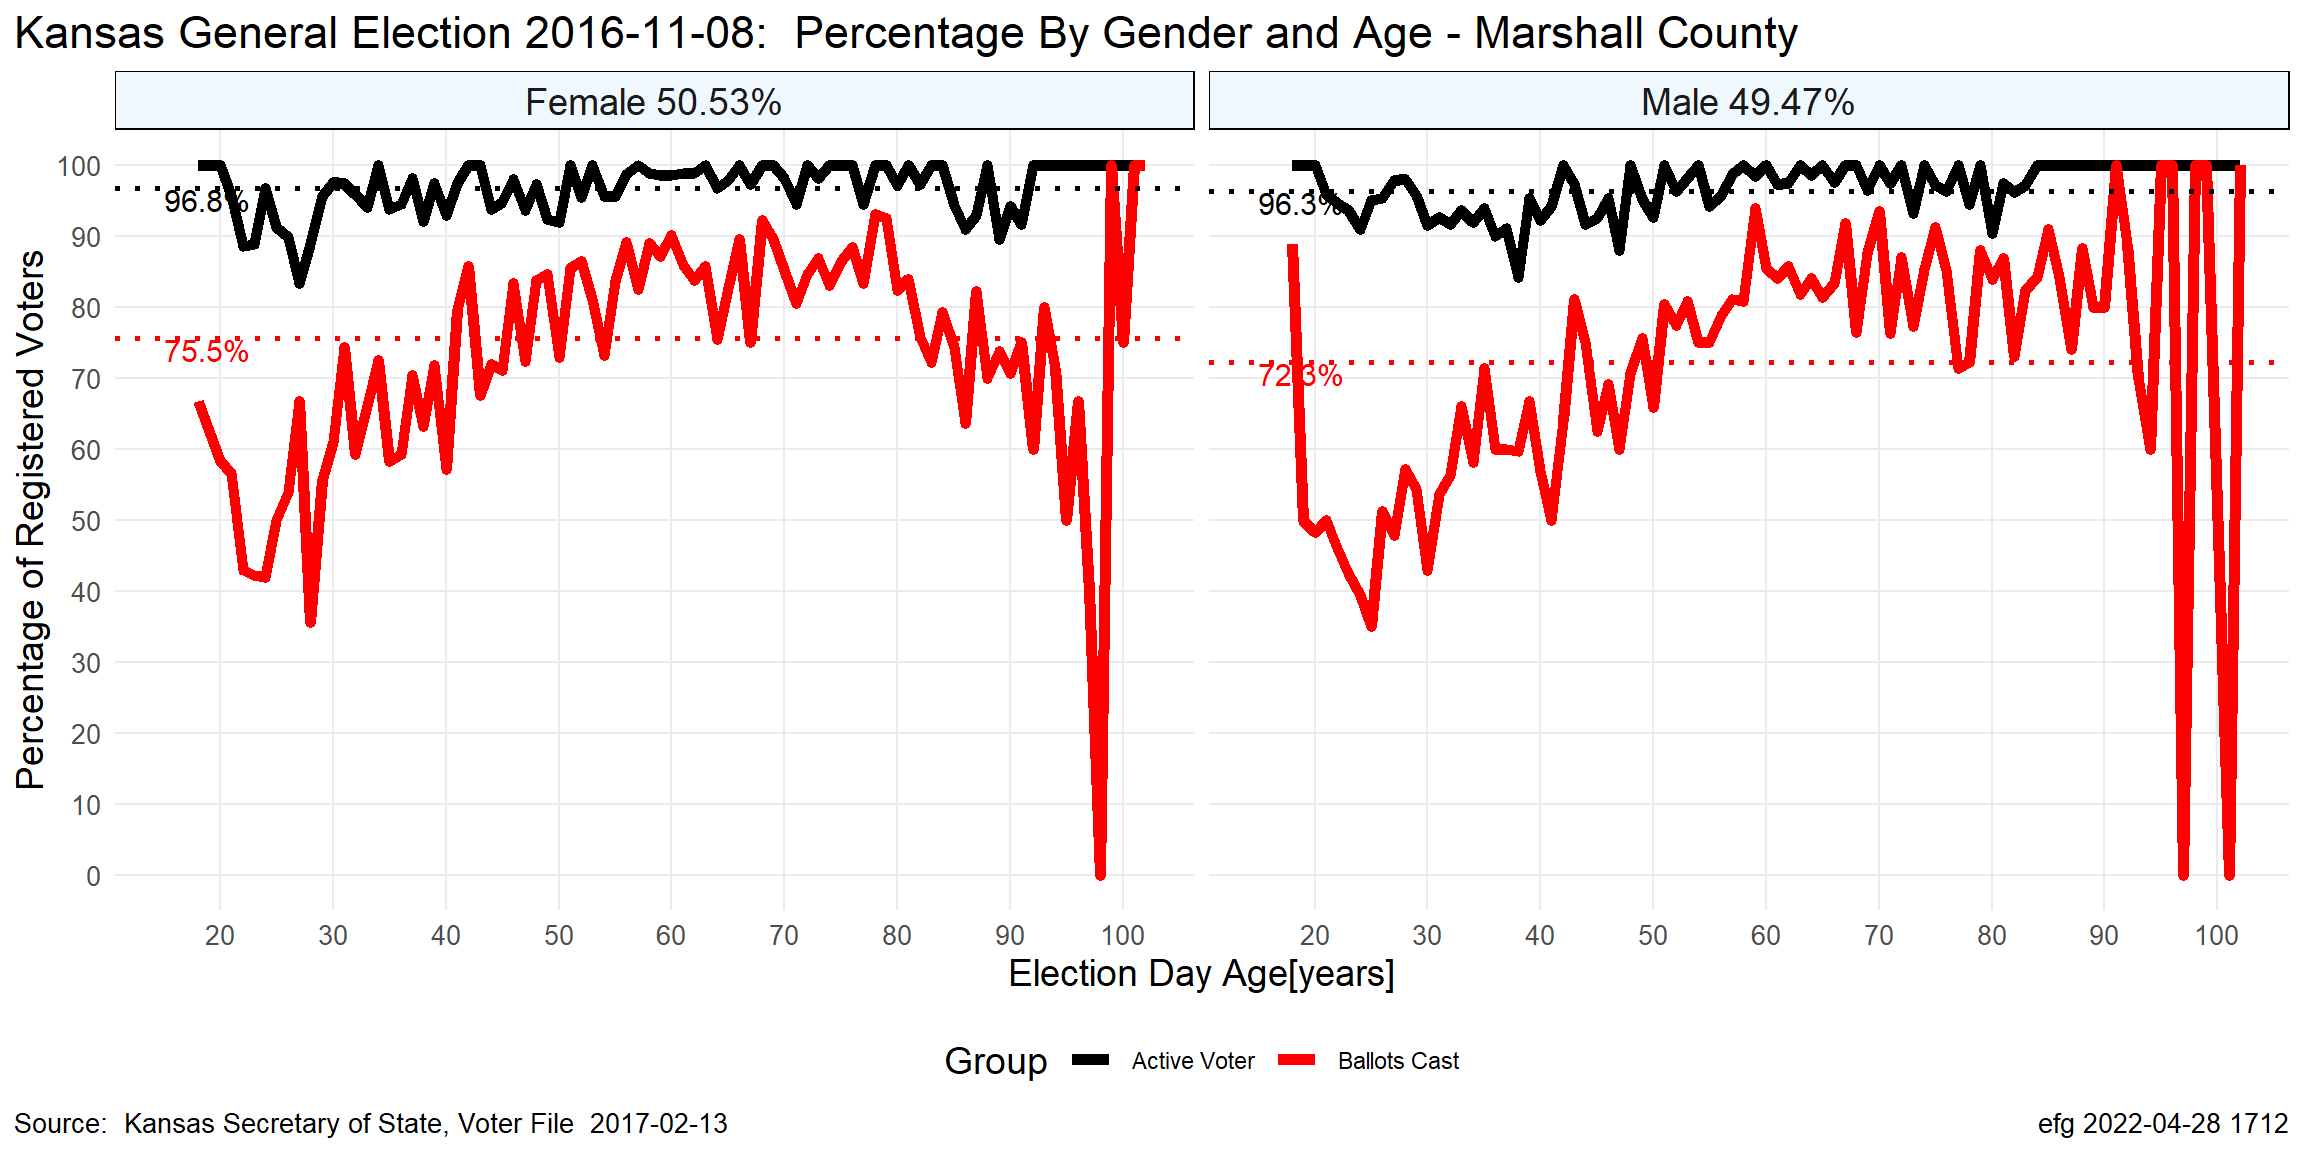 Kansas General Election 2016-11-08:  Percentage By Gender and Age - Marshall County
Female 50.53%
Male 49.47%
Percentage of Registered Voters
100
90
80
70
60
50
40
30
20
10
0
96.8%
75.5%
96.3%
72.3%
20 30 40 50 60 70 80 90 100
20 30 40 50 60 70 80 90 100
Election Day Age[years]
Group Active Voter Ballots Cast
Source:  Kansas Secretary of State, Voter File  2017-02-13
efg 2022-04-28 1712